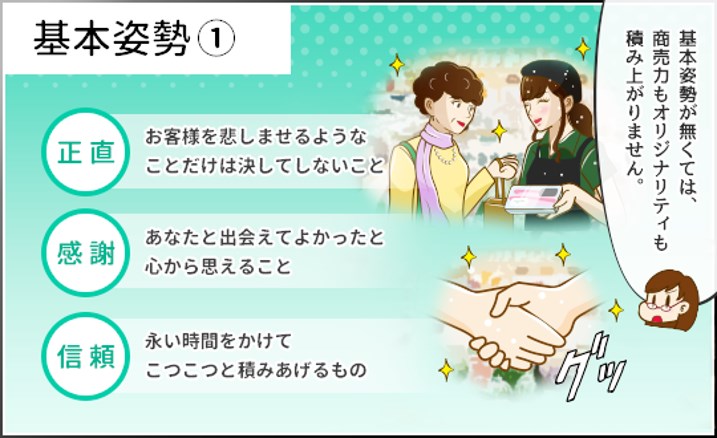 基本姿勢①
正直
お客様を悲しませるような
ことだけは決してしないこと
感謝
あなたと出会えてよかったと
心から思えること
信頼
永い時間をかけて
こつこつと積みあげるもの
基本姿勢が無くては、
商売力もオリジナリティも
積み上がりません。
グッ